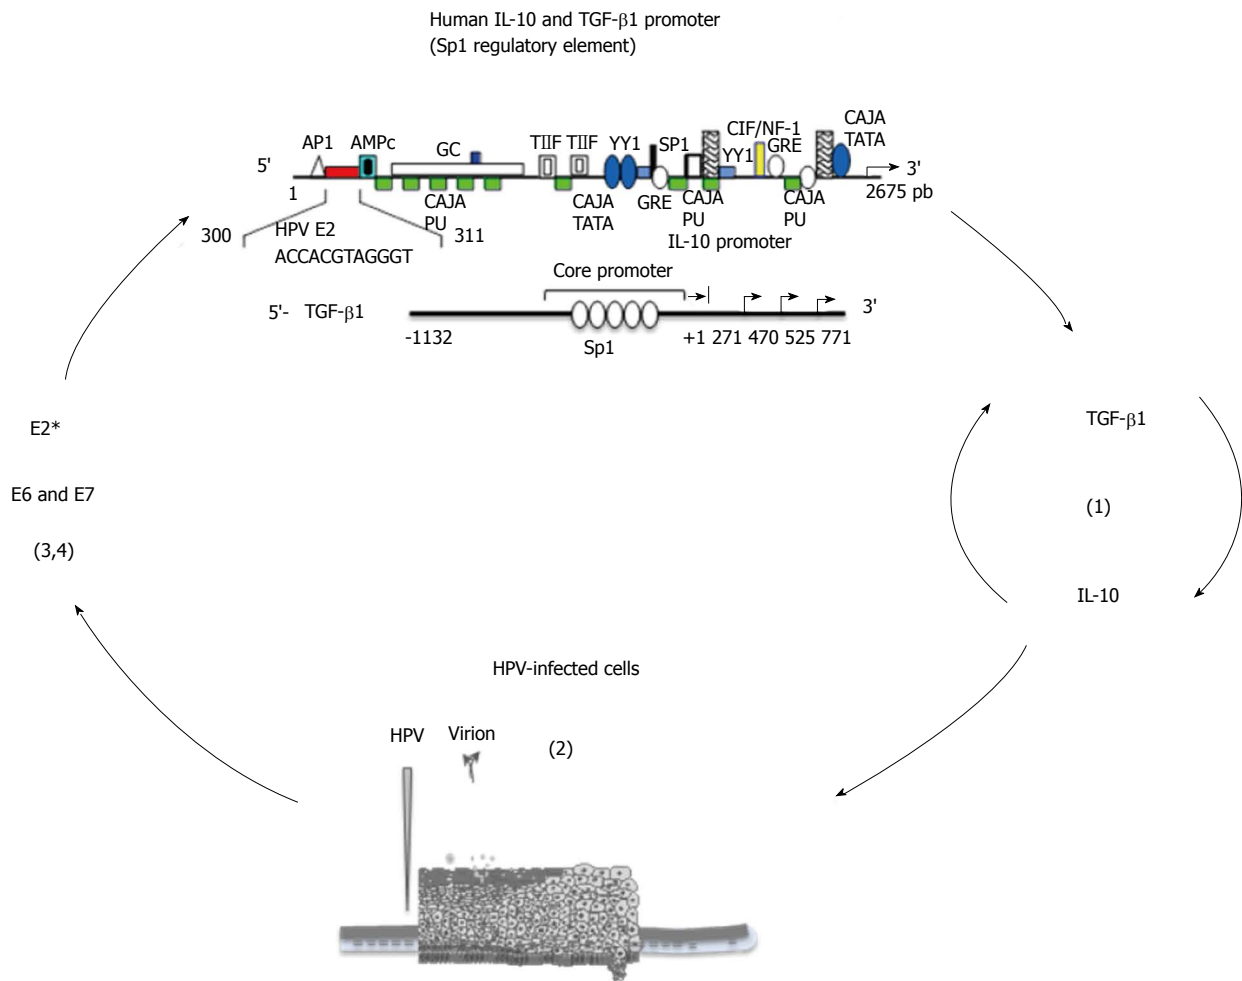 Human IL-10 and TGF-β1 promoter
(Sp1 regulatory element)
AP1
AMPc
GC
TIIF
TIIF
YY1
SP1
CIF/NF-1
YY1
GRE
CAJA
TATA
5'
3'
1
2675 pb
CAJA
PU
CAJA
TATA
GRE
CAJA
PU
CAJA
PU
IL-10 promoter
300
HPV E2
311
ACCACGTAGGGT
Core promoter
5'- TGF-β1
3'
-1132
Sp1
+1 271 470 525 771
E2*
E6 and E7
(3,4)
TGF-β1
(1)
IL-10
HPV-infected cells
HPV
Virion
(2)